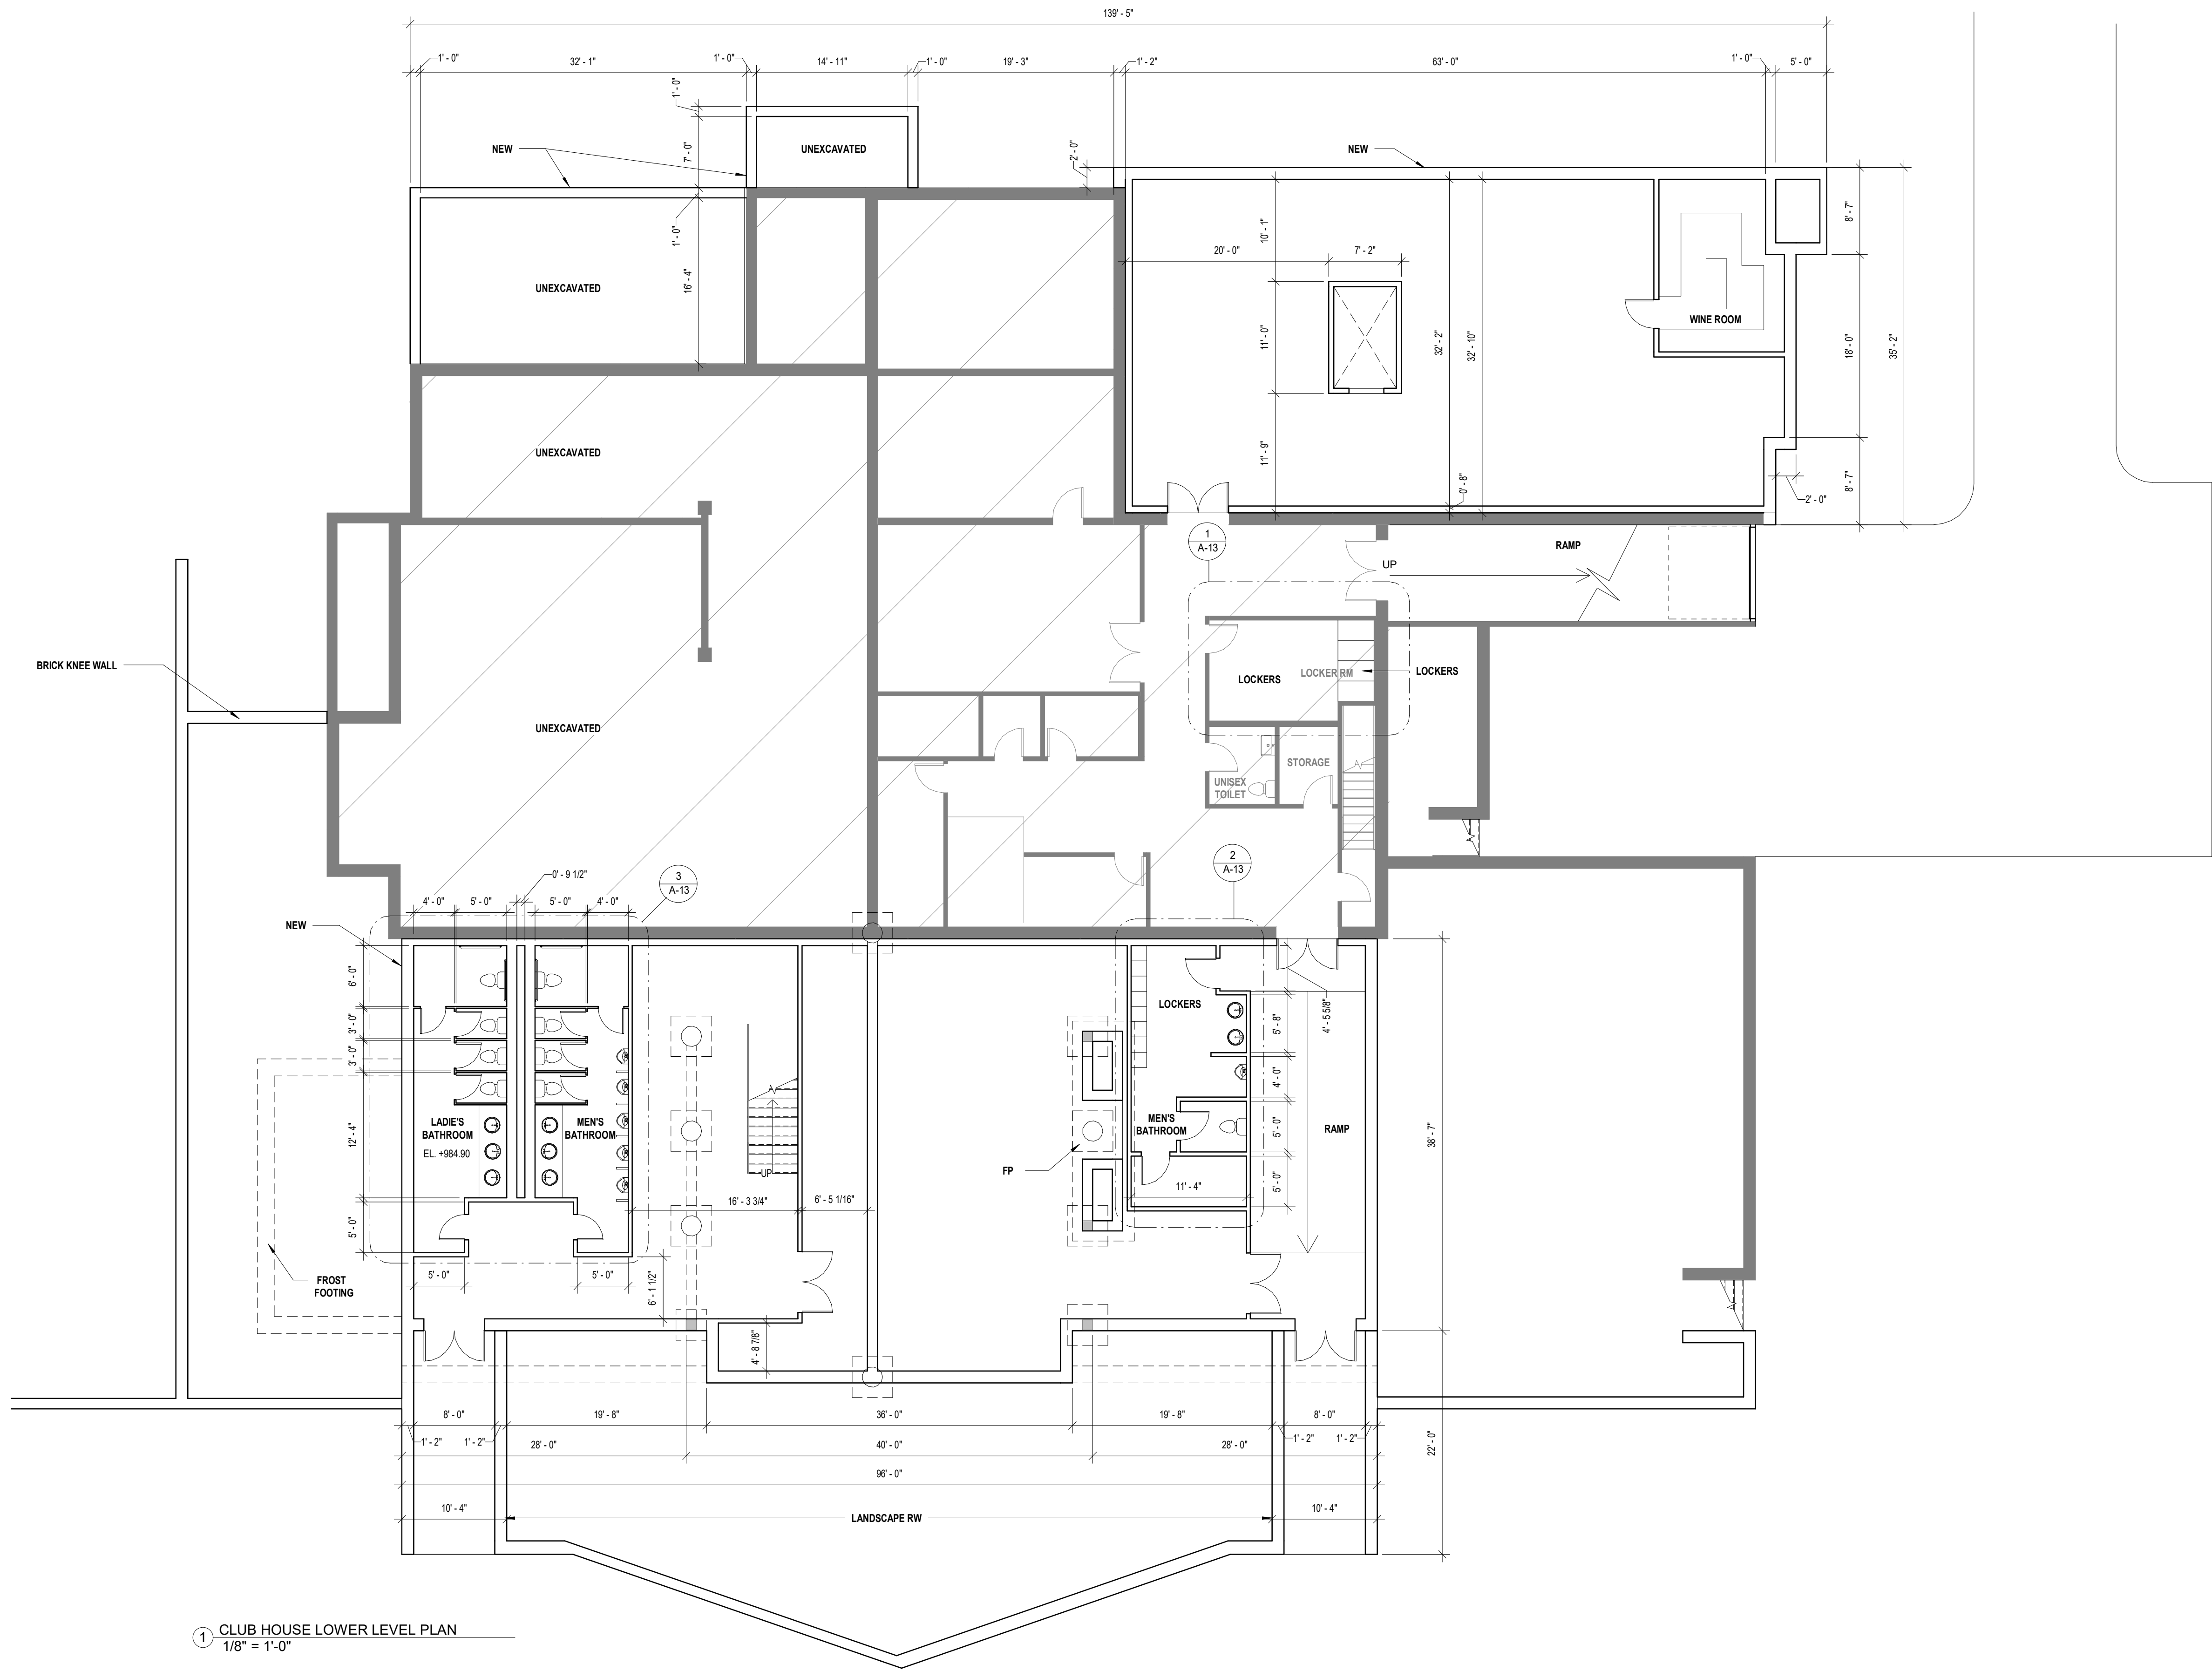 139' - 5"
1' - 0"
32' - 1"
1' - 0"
14' - 11"
1' - 0"
19' - 3"
1' - 2"
63' - 0"
1' - 0"
5' - 0"
1' - 0"
7' - 0"
NEW
UNEXCAVATED
2' - 0"
NEW
1' - 0"
16' - 4"
UNEXCAVATED
10' - 1"
20' - 0"
7' - 2"
8' - 7"
WINE ROOM
11' - 0"
32' - 2"
32' - 10"
18' - 0"
35' - 2"
UNEXCAVATED
11' - 9"
0' - 8"
8' - 7"
2' - 0"
1
A-13
RAMP
UP
BRICK KNEE WALL
LOCKERS
LOCKER RM
LOCKERS
UNEXCAVATED
STORAGE
UNISEX
TOILET
3
A-13
2
A-13
0' - 9 1/2"
4' - 0"
5' - 0"
5' - 0"
4' - 0"
NEW
6' - 0"
3' - 0"
3' - 0"
12' - 4"
5' - 0"
LOCKERS
5' - 8"
4' - 5 5/8"
4' - 0"
5' - 0"
5' - 0"
LADIE'S
BATHROOM
EL. +984.90
MEN'S
BATHROOM
MEN'S
BATHROOM
RAMP
38' - 7"
UP
FP
11' - 4"
16' - 3 3/4"
6' - 5 1/16"
5' - 0"
5' - 0"
6' - 1 1/2"
FROST
FOOTING
4' - 8 7/8"
8' - 0"
19' - 8"
36' - 0"
19' - 8"
8' - 0"
1' - 2"
1' - 2"
1' - 2"
1' - 2"
28' - 0"
40' - 0"
28' - 0"
22' - 0"
96' - 0"
10' - 4"
LANDSCAPE RW
10' - 4"
1
CLUB HOUSE LOWER LEVEL PLAN
1/8" = 1'-0"